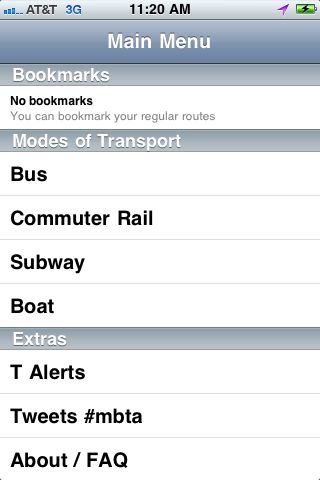 AT&T 3G 11:20 AM
Main Menu
Bookmarks
No bookmarks
You can bookmark your regular routes
Modes of Transport
Bus
Commuter Rail
Subway
Boat
Extras
T Alerts
Tweets #mbta
About / FAQ